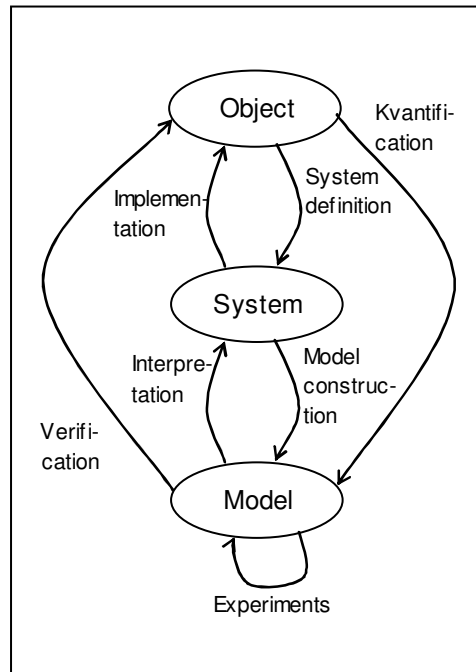 Object
Kvantifi-
cation
Implemen-
tation
System
definition
System
Interpre-
tation
Model
construc-
tion
Verifi-
cation
Model
Experiments